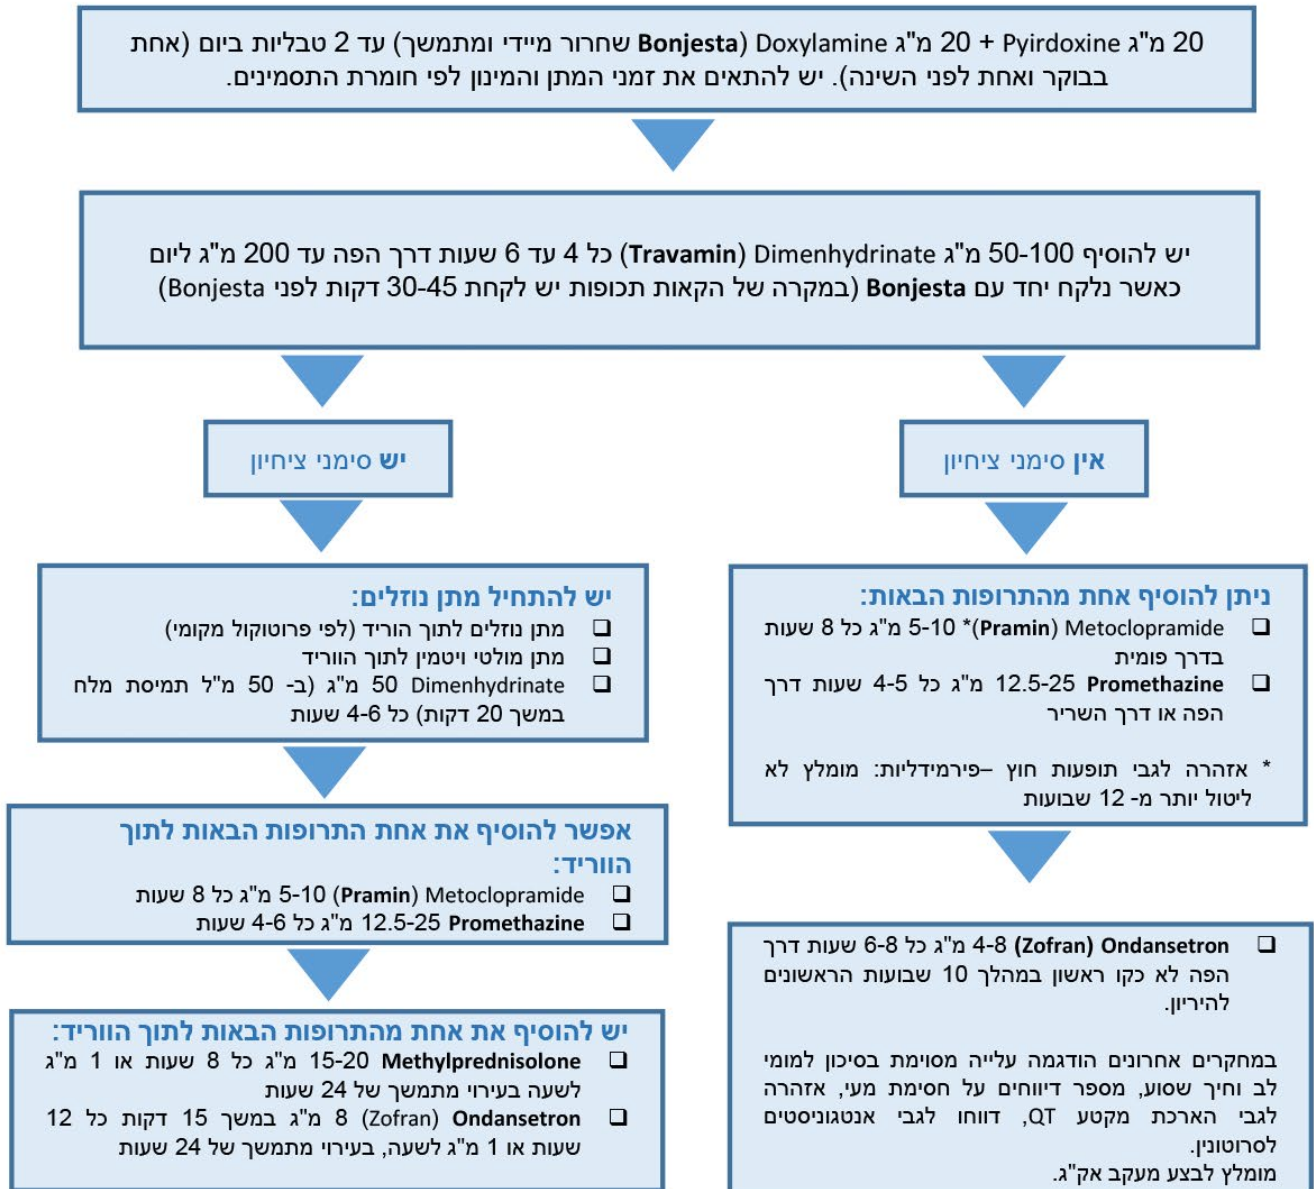 20 מ"ג Pyirdoxine + 20 מ"ג Doxylamine (Bonjesta שחרור מיידי ומתמשך) עד 2 טבליות ביום (אחת
בבוקר ואחת לפני השינה). יש להתאים את זמני המתן והמינון לפי חומרת התסמינים.
יש להוסיף 50-100 מ"ג Dimenhydrinate (Travamin) כל 4 עד 6 שעות דרך הפה עד 200 מ"ג ליום
כאשר נלקח יחד עם Bonjesta (במקרה של הקאות תכופות יש לקחת 30-45 דקות לפני Bonjesta)
אין סימני ציחיון
ניתן להוסיף אחת מהתרופות הבאות:
❑ Metoclopramide (Pramin)* 5-10 מ"ג כל 8 שעות
בדרך פומית
❑ Promethazine 12.5-25 מ"ג כל 4-5 שעות דרך
הפה או דרך השריר
* אזהרה לגבי תופעות חוץ –פירמידליות: מומלץ לא
ליטול יותר מ- 12 שבועות
❑ Ondansetron (Zofran) 4-8 מ"ג כל 6-8 שעות דרך
הפה לא כקו ראשון במהלך 10 שבועות הראשונים
להיריון.
במחקרים אחרונים הודגמה עלייה מסוימת בסיכון למומי
לב וחיך שסוע, מספר דיווחים על חסימת מעי, אזהרה
לגבי הארכת מקטע QT, דווחו לגבי אנטגוניסטים
לסרוטונין.
מומלץ לבצע מעקב אק"ג.
יש סימני ציחיון
יש להתחיל מתן נוזלים:
❑ מתן נוזלים לתוך הוריד (לפי פרוטוקול מקומי)
❑ מתן מולטי ויטמין לתוך הווריד
❑ Dimenhydrinate 50 מ"ג (ב- 50 מ"ל תמיסת מלח
במשך 20 דקות) כל 4-6 שעות
אפשר להוסיף את אחת התרופות הבאות לתוך
הווריד:
❑ Metoclopramide (Pramin) 5-10 מ"ג כל 8 שעות
❑ Promethazine 12.5-25 מ"ג כל 4-6 שעות
יש להוסיף את אחת מהתרופות הבאות לתוך הווריד:
❑ Methylprednisolone 15-20 מ"ג כל 8 שעות או 1 מ"ג
לשעה בעירוי מתמשך של 24 שעות
❑ Ondansetron (Zofran) 8 מ"ג במשך 15 דקות כל 12
שעות או 1 מ"ג לשעה, בעירוי מתמשך של 24 שעות